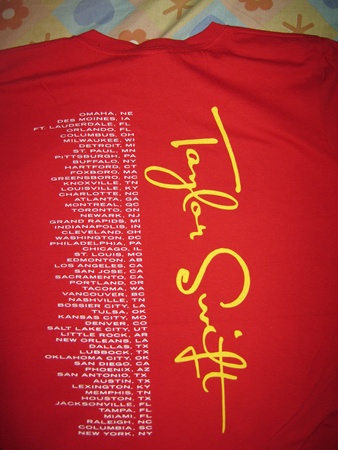 OMAHA, NE
DES MOINES, IA
FT. LAUDERDALE, FL
ORLANDO, FL
COLUMBUS, OH
MILWAUKEE, WI
DETROIT, MI
ST. PAUL, MN
PITTSBURGH, PA
BUFFALO, NY
HARTFORD, CT
FOXBORO, MA
GREENSBORO, NC
KNOXVILLE, TN
LOUISVILLE, KY
CHARLOTTE, NC
ATLANTA, GA
MONTREAL, QC
TORONTO, ON
NEWARK, NJ
GRAND RAPIDS, MI
INDIANAPOLIS, IN
CLEVELAND, OH
WASHINGTON, DC
PHILADELPHIA, PA
CHICAGO, IL
ST. LOUIS, MO
EDMONTON, AB
LOS ANGELES, CA
SAN JOSE, CA
SACRAMENTO, CA
PORTLAND, OR
TACOMA, WA
VANCOUVER, BC
NASHVILLE, TN
BOSSIER CITY, LA
TULSA, OK
KANSAS CITY, MO
DENVER, CO
SALT LAKE CITY, UT
LITTLE ROCK, AR
NEW ORLEANS, LA
DALLAS, TX
LUBBOCK, TX
OKLAHOMA CITY, OK
SAN DIEGO, CA
PHOENIX, AZ
SAN ANTONIO, TX
AUSTIN, TX
LEXINGTON, KY
MEMPHIS, TN
HOUSTON, TX
JACKSONVILLE, FL
TAMPA, FL
MIAMI, FL
RALEIGH, NC
COLUMBIA, SC
NEW YORK, NY
Taylor Swift